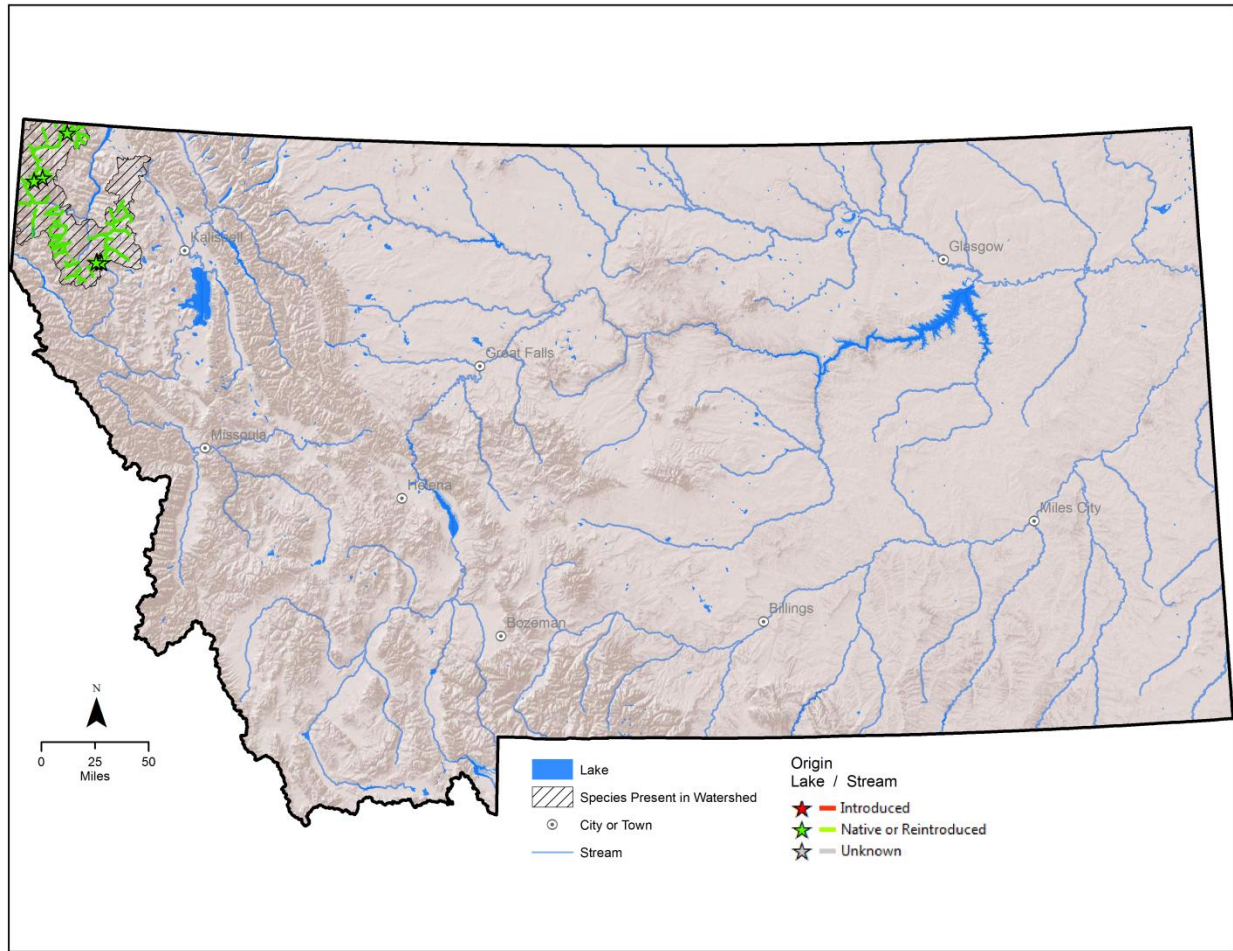 Kalispell
Glasgow
Great Falls
Missoula
Helena
Miles City
Billings
Bozeman
N
0 25 50
Miles
Lake
Species Present in Watershed
City or Town
Stream
Origin
Lake / Stream
Introduced
Native or Reintroduced
Unknown